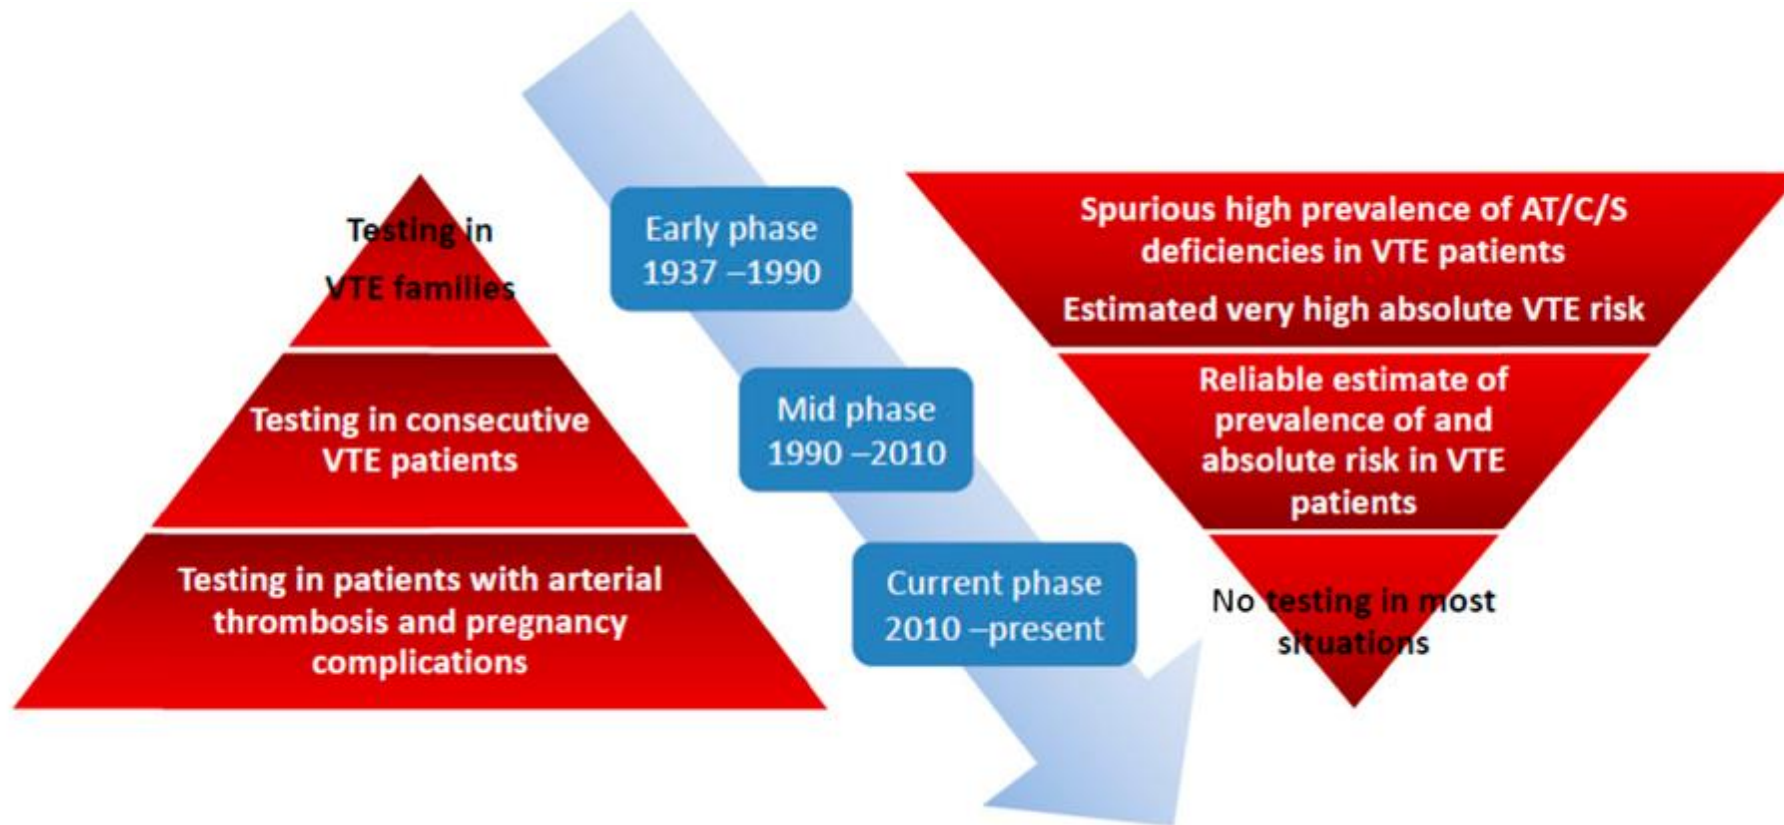 Testing in
VTE families
Testing in consecutive
VTE patients
Testing in patients with arterial
thrombosis and pregnancy
complications
Early phase
1937 –1990
Mid phase
1990 –2010
Current phase
2010 –present
Spurious high prevalence of AT/C/S
deficiencies in VTE patients
Estimated very high absolute VTE risk
Reliable estimate of
prevalence of and
absolute risk in VTE
patients
No testing in most
situations